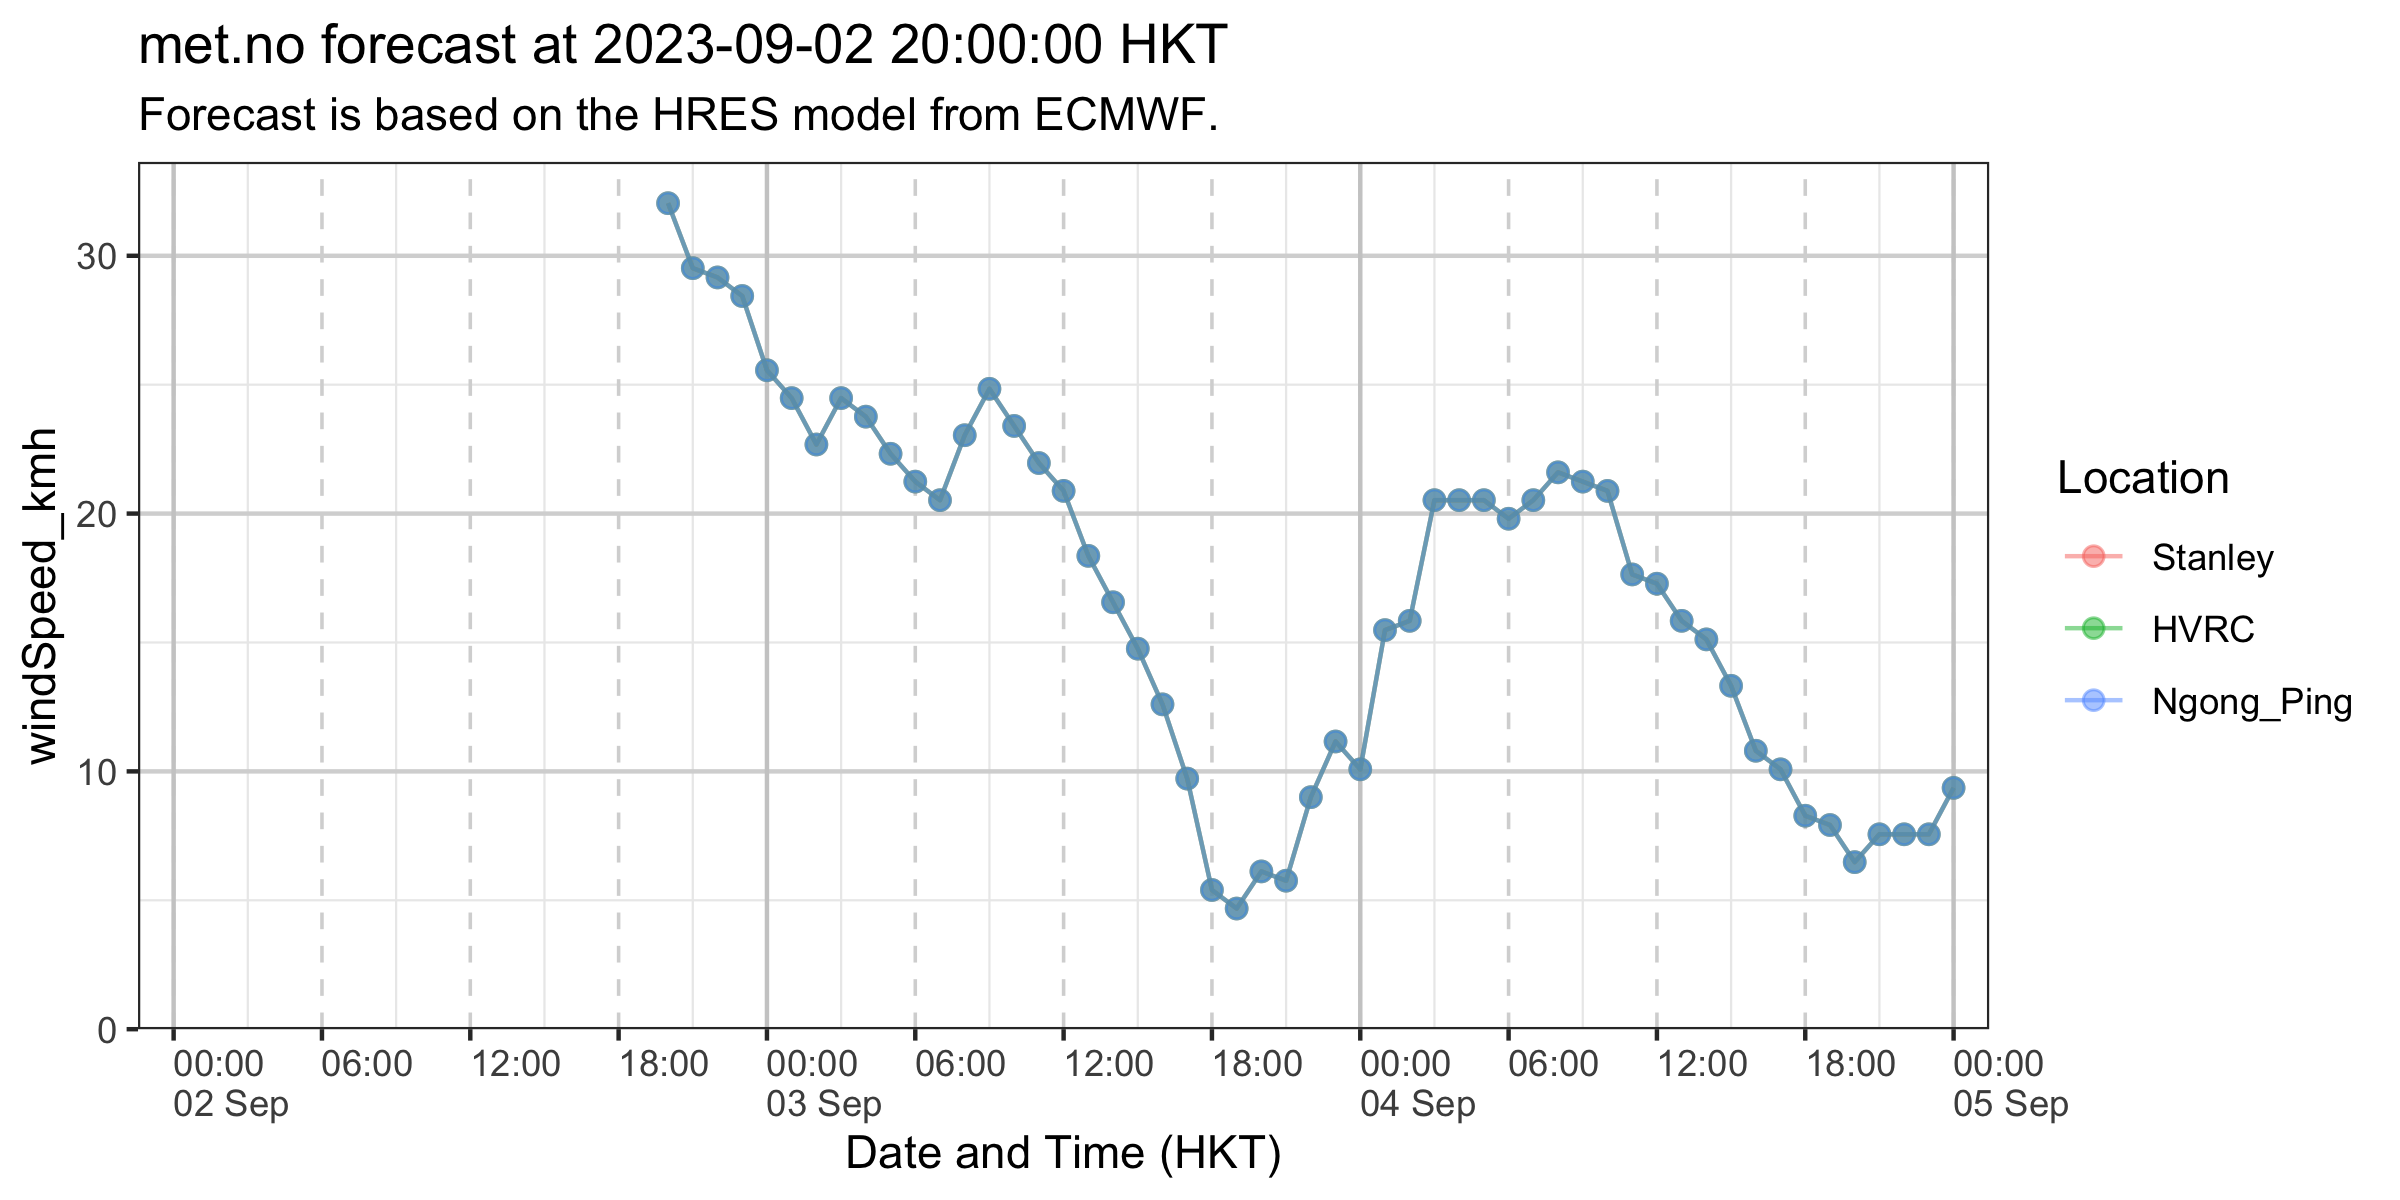 met.no forecast at 2023-09-02 20:00:00 HKT
Forecast is based on the HRES model from ECMWF.
windSpeed_kmh
30
20
10
0
00:00 06:00 12:00 18:00 00:00 06:00 12:00 18:00 00:00 06:00 12:00 18:00 00:00
02 Sep 03 Sep 04 Sep 05 Sep
Date and Time (HKT)
Location
Stanley
HVRC
Ngong_Ping